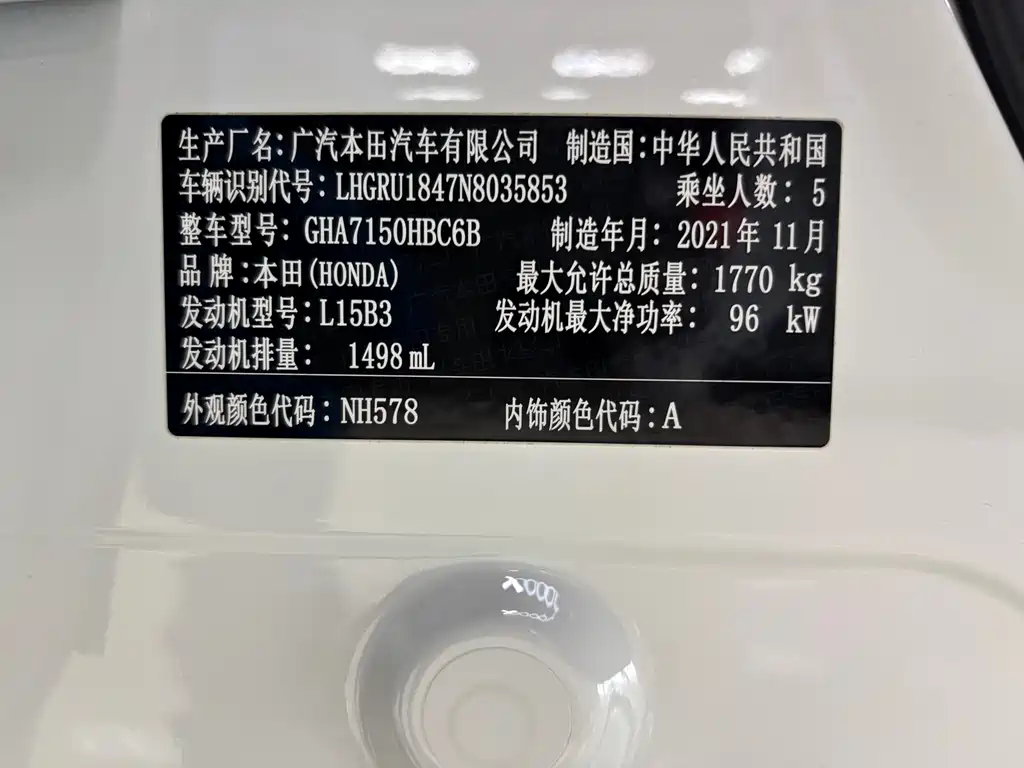 生产厂名:广汽本田汽车有限公司 制造国:中华人民共和国
车辆识别代号:LHGRU1847N8035853 乘坐人数: 5
整车型号: GHA7150HBC6B 制造年月: 2021年 11月
品 牌:本田(HONDA) 最大允许总质量: 1770 kg
发动机型号:L15B3 发动机最大净功率: 96 kW
发动机排量: 1498 mL
外观颜色代码:NH578 内饰颜色代码:A